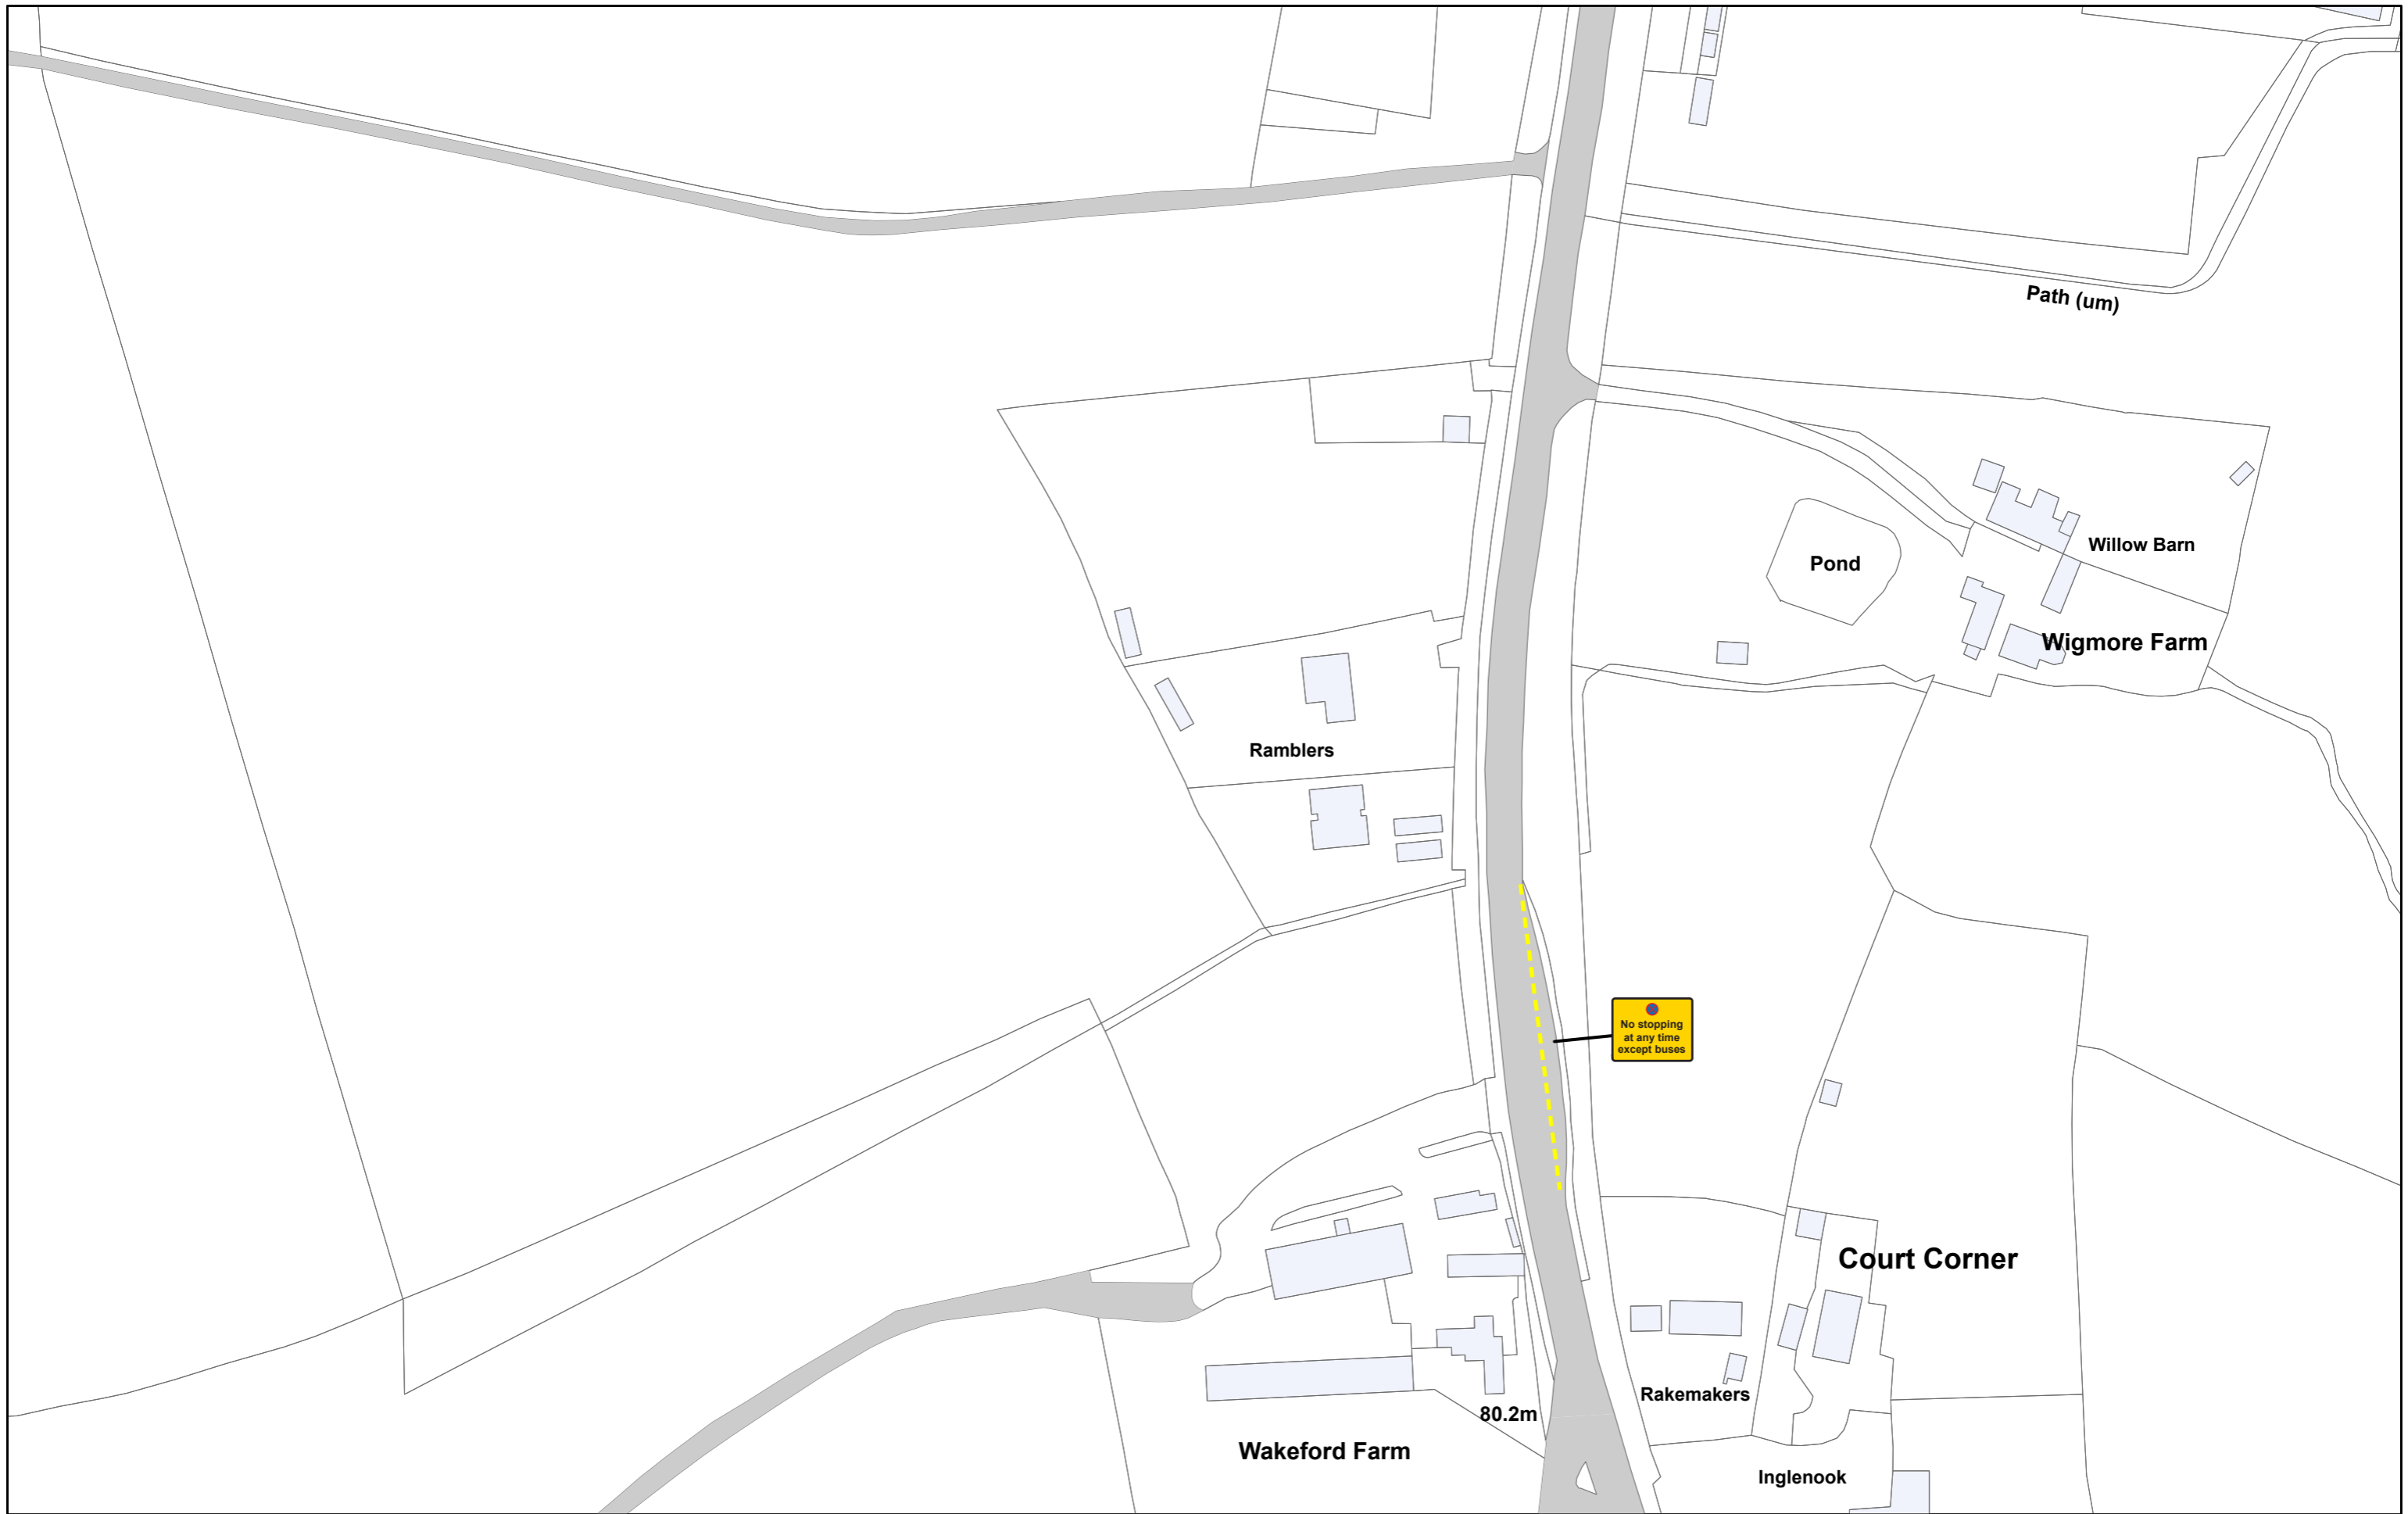 Path (um)
Willow Barn
Pond
Wigmore Farm
Ramblers
No stopping
at any time
except buses
Court Corner
Rakemakers
80.2m
Wakeford Farm
Inglenook